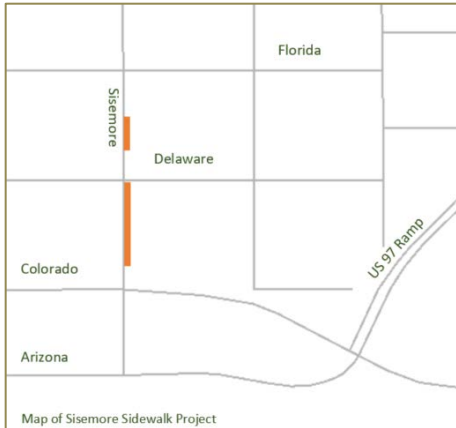 Florida
Sisemore
Delaware
US 97 Ramp
Colorado
Arizona
Map of Sisemore Sidewalk Project